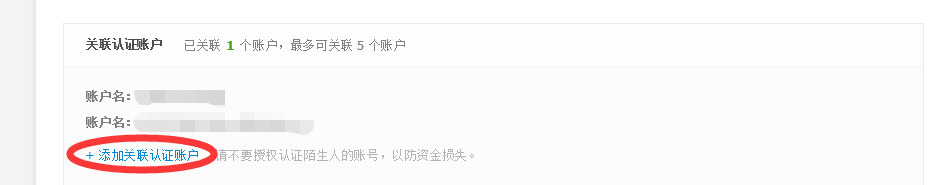 关联认证账户 已关联 1 个账户，最多可关联 5 个账户
账户名：
账户名：
+ 添加关联认证账户 请不要授权认证陌生人的账号，以防资金损失。